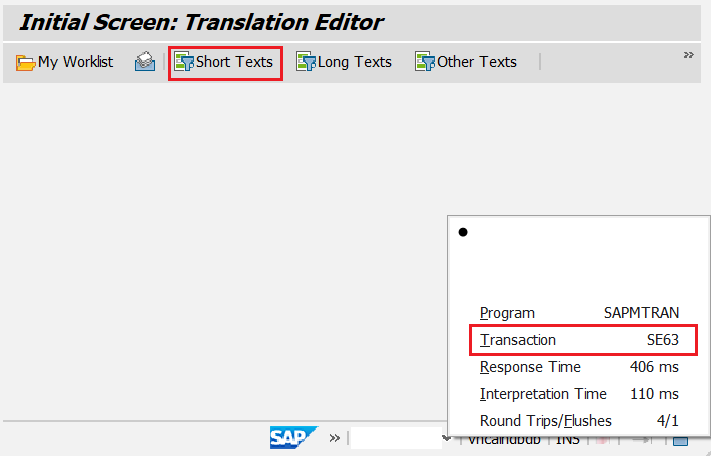 Initial Screen: Translation Editor
My Worklist Short Texts Long Texts Other Texts »
Program SAPMTRAN
Transaction SE63
Response Time 406 ms
Interpretation Time 110 ms
Round Trips/Flushes 4/1
SAP » INS